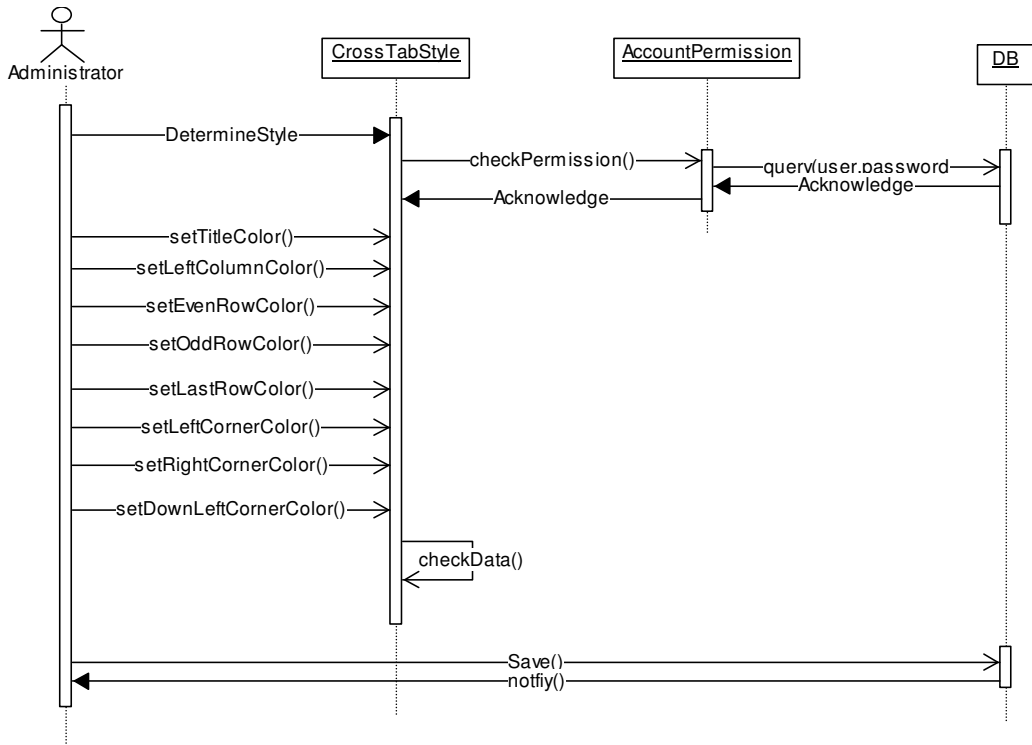 CrossTabStyle
AccountPermission
DB
Administrator
DetermineStyle
checkPermission()
query(user,password
Acknowledge
Acknowledge
setTitleColor()
setLeftColumnColor()
setEvenRowColor()
setOddRowColor()
setLastRowColor()
setLeftCornerColor()
setRightCornerColor()
setDownLeftCornerColor()
checkData()
Save()
notfiy()